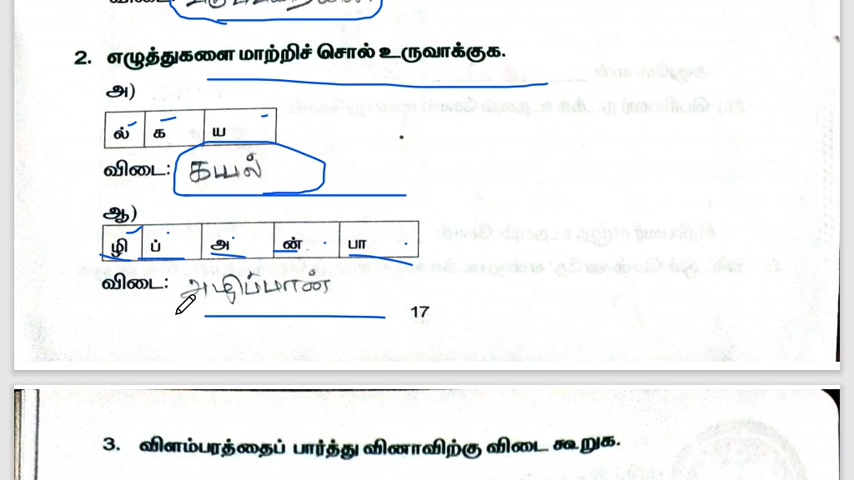 விடை:
2. எழுத்துகளை மாற்றிச் சொல் உருவாக்குக.
அ)
ல் க ய
விடை: கயல்
ஆ)
ழி ப் அ ன் பா
விடை: அழிப்பான்
17
3. விளம்பரத்தைப் பார்த்து வினாவிற்கு விடை கூறுக.